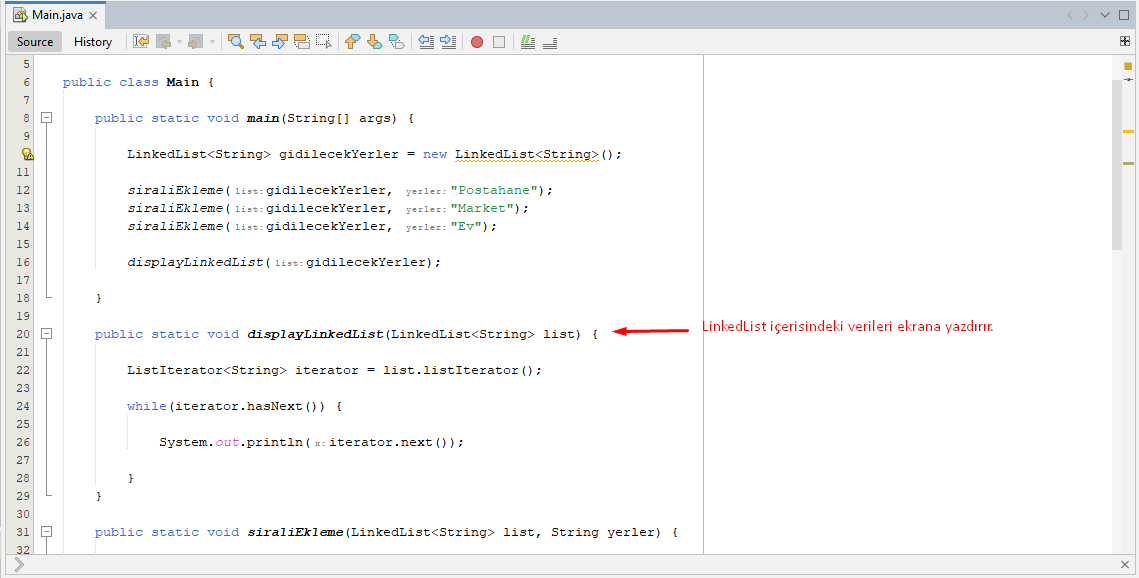 Main.java
Source History
5
6 public class Main {
7
8 public static void main(String[] args) {
9
LinkedList<String> gidilecekYerler = new LinkedList<String>();
11
12 siraliEkleme(list:gidilecekYerler, yerler:"Postahane");
13 siraliEkleme(list:gidilecekYerler, yerler:"Market");
14 siraliEkleme(list:gidilecekYerler, yerler:"Ev");
15
16 displayLinkedList(list:gidilecekYerler);
17
18 }
19
20 public static void displayLinkedList(LinkedList<String> list) { LinkedList içerisindeki verileri ekrana yazdırır.
21
22 ListIterator<String> iterator = list.listIterator();
23
24 while(iterator.hasNext()) {
25
26 System.out.println(x:iterator.next());
27
28 }
29 }
30
31 public static void siraliEkleme(LinkedList<String> list, String yerler) {
32